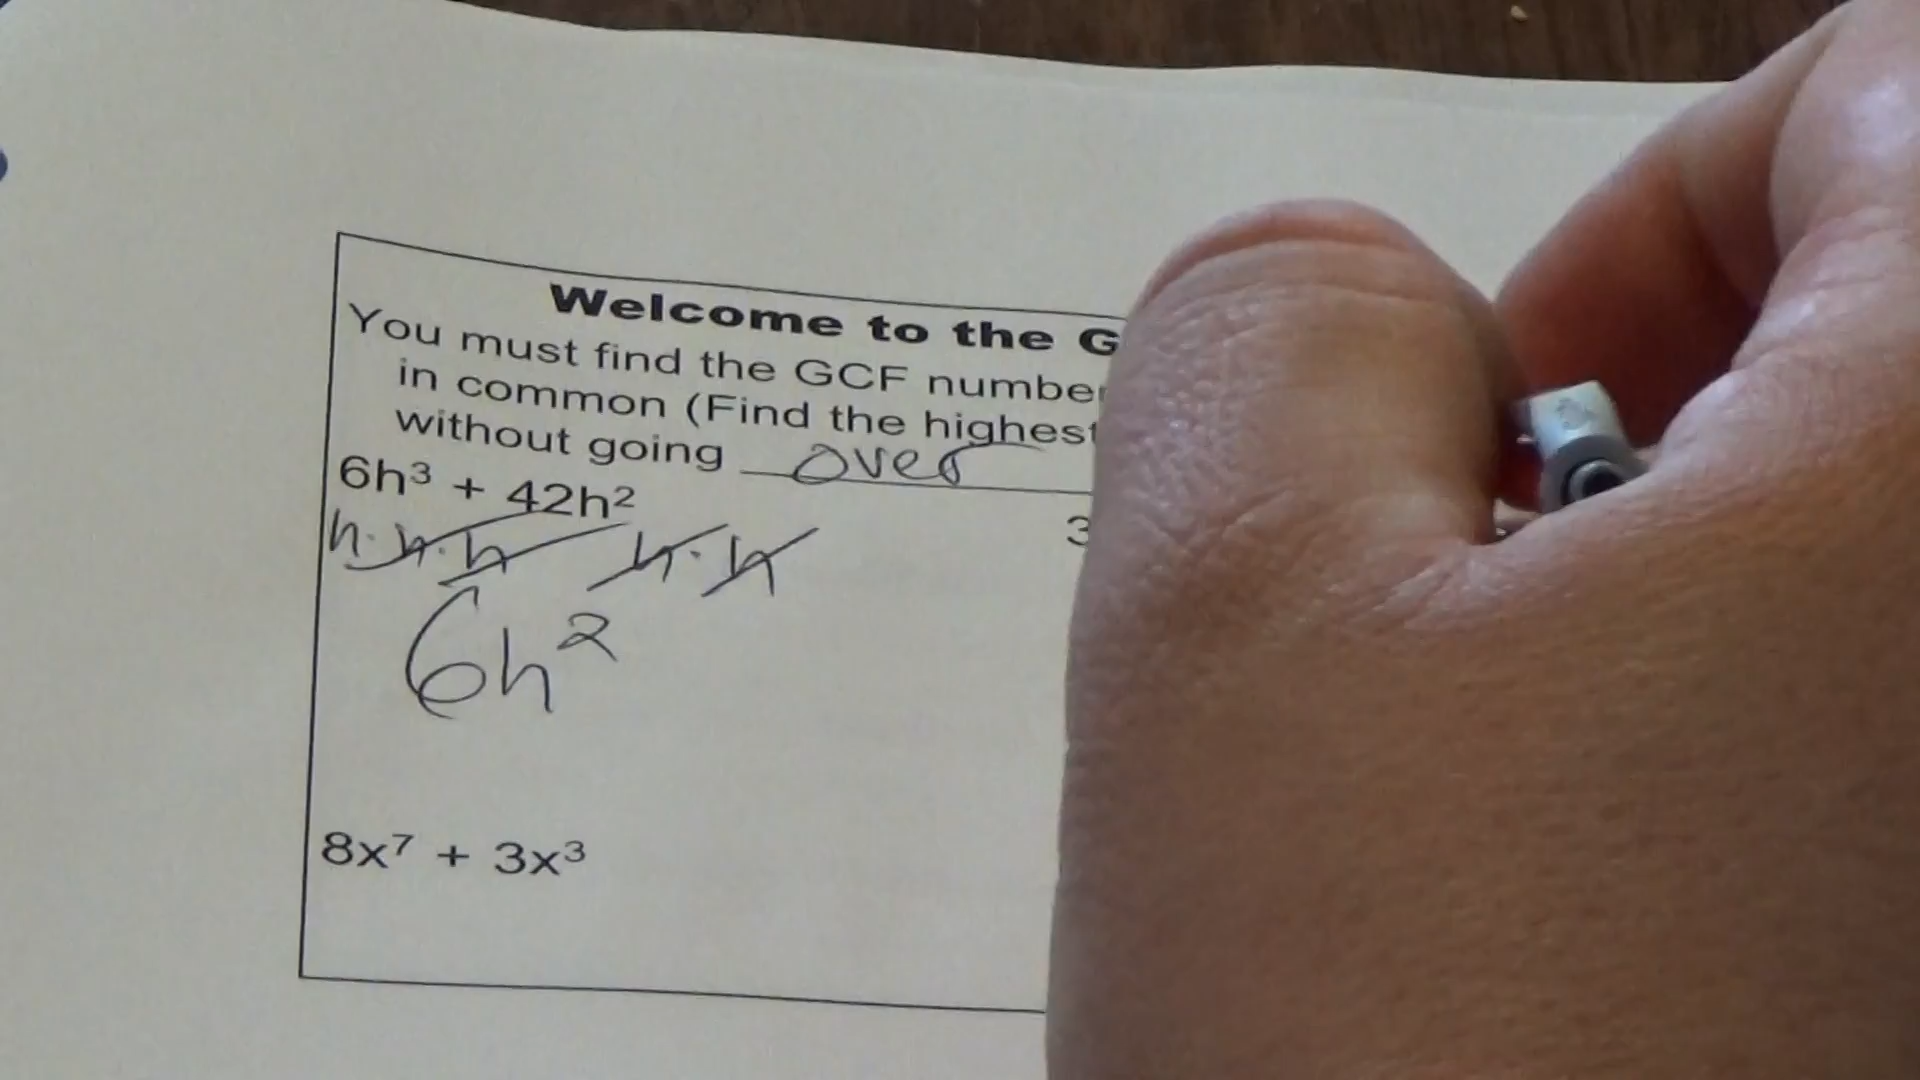 Welcome to the G
You must find the GCF number
in common (Find the highest
without going over
6h³ + 42h²
3
h·h·h h·h
6h²
8x⁷ + 3x³